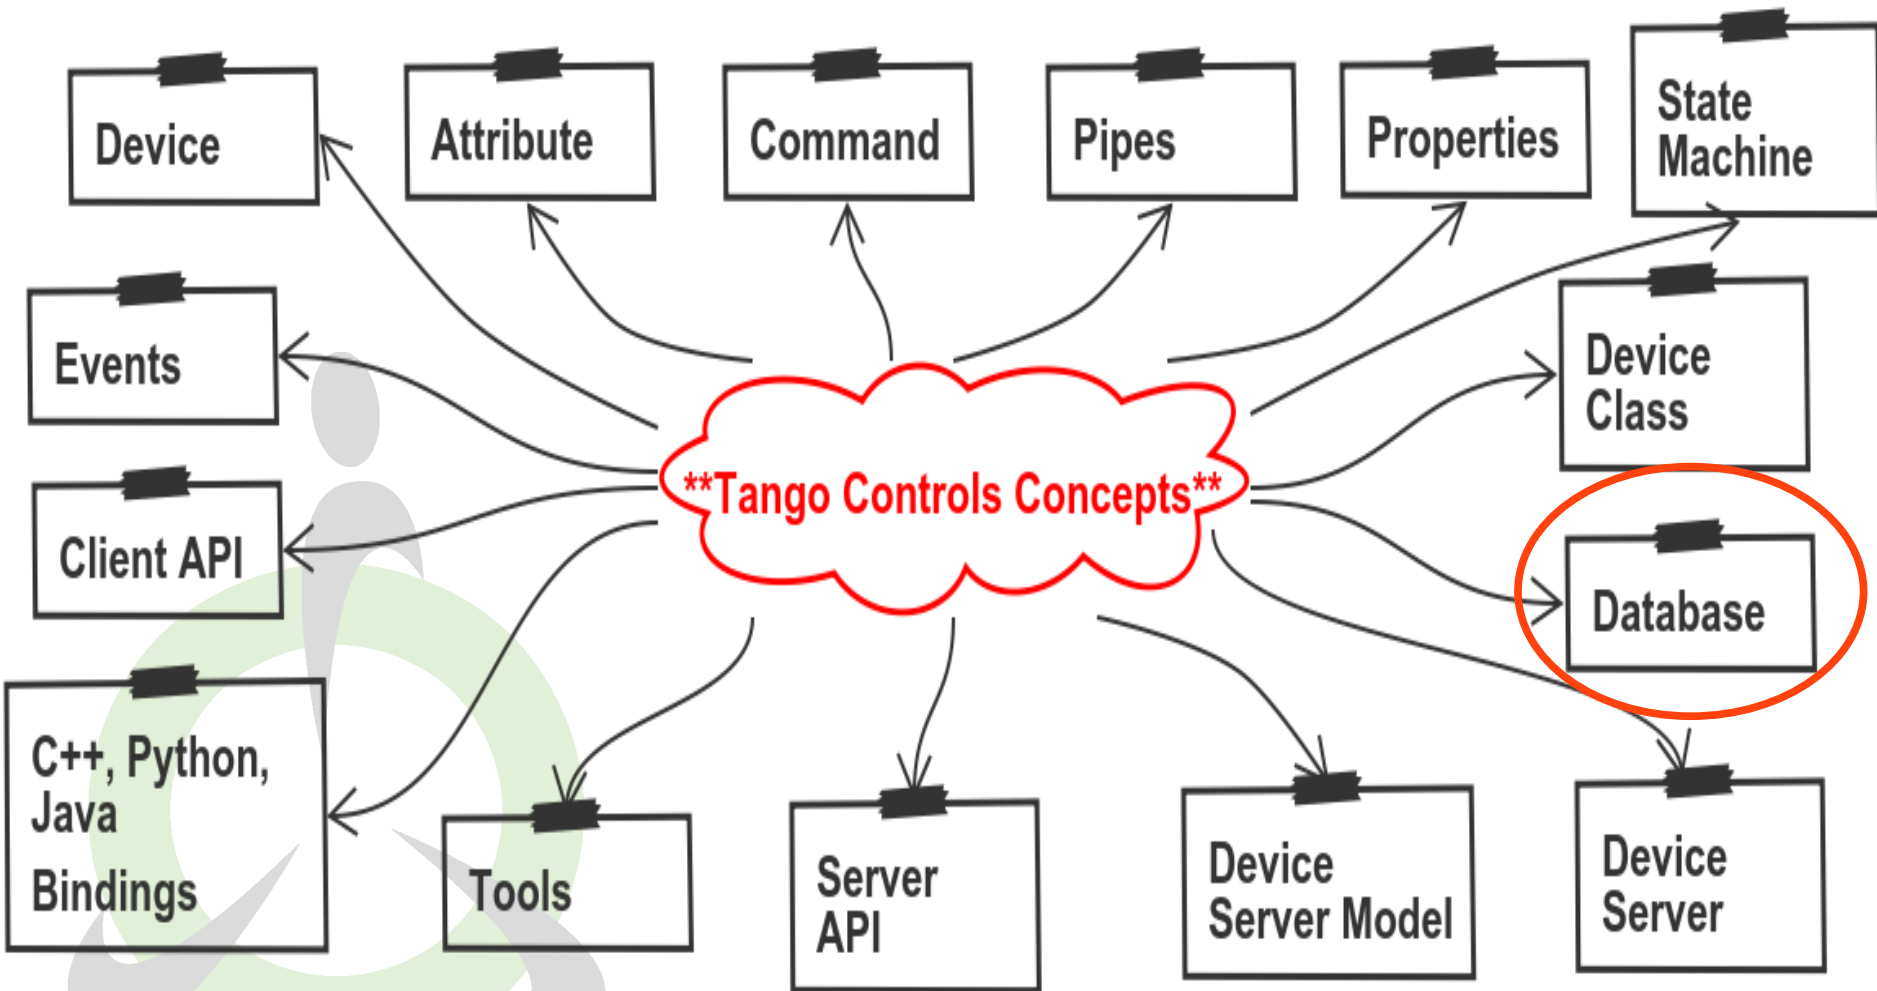 Device
Attribute
Command
Pipes
Properties
State
Machine
Events
**Tango Controls Concepts**
Device
Class
Client API
Database
C++, Python,
Java
Bindings
Tools
Server
API
Device
Server Model
Device
Server